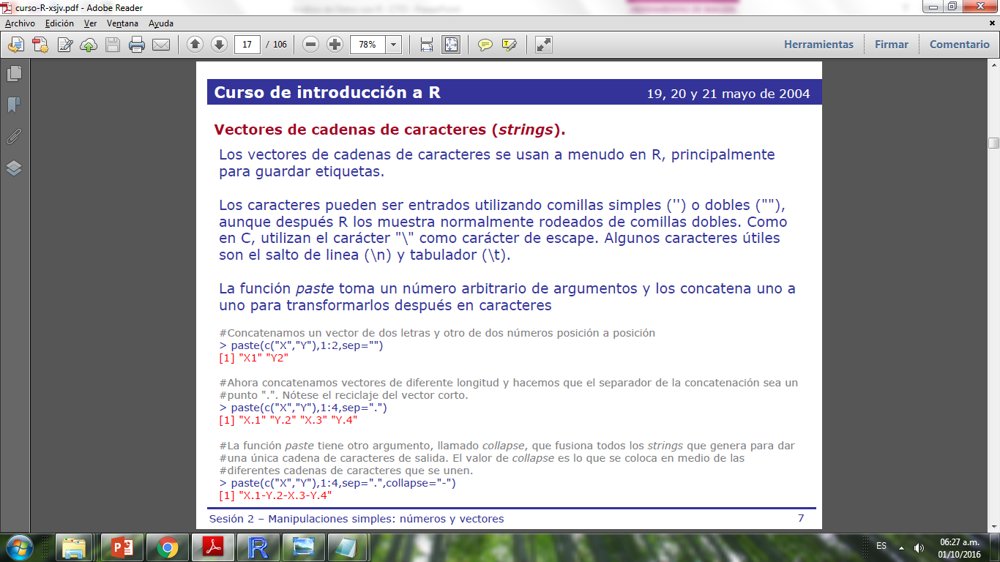 curso-R-xsjv.pdf - Adobe Reader
Archivo Edición Ver Ventana Ayuda
17 / 106 78% Herramientas Firmar Comentario
Curso de introducción a R 19, 20 y 21 mayo de 2004
Vectores de cadenas de caracteres (strings).
Los vectores de cadenas de caracteres se usan a menudo en R, principalmente
para guardar etiquetas.
Los caracteres pueden ser entrados utilizando comillas simples ('') o dobles (""),
aunque después R los muestra normalmente rodeados de comillas dobles. Como
en C, utilizan el carácter "\" como carácter de escape. Algunos caracteres útiles
son el salto de linea (\n) y tabulador (\t).
La función paste toma un número arbitrario de argumentos y los concatena uno a
uno para transformarlos después en caracteres
#Concatenamos un vector de dos letras y otro de dos números posición a posición
> paste(c("X","Y"),1:2,sep="")
[1] "X1" "Y2"
#Ahora concatenamos vectores de diferente longitud y hacemos que el separador de la concatenación sea un
#punto ".". Nótese el reciclaje del vector corto.
> paste(c("X","Y"),1:4,sep=".")
[1] "X.1" "Y.2" "X.3" "Y.4"
#La función paste tiene otro argumento, llamado collapse, que fusiona todos los strings que genera para dar
#una única cadena de caracteres de salida. El valor de collapse es lo que se coloca en medio de las
#diferentes cadenas de caracteres que se unen.
> paste(c("X","Y"),1:4,sep=".",collapse="-")
[1] "X.1-Y.2-X.3-Y.4"
Sesión 2 – Manipulaciones simples: números y vectores 7
ES 06:27 a.m.
01/10/2016